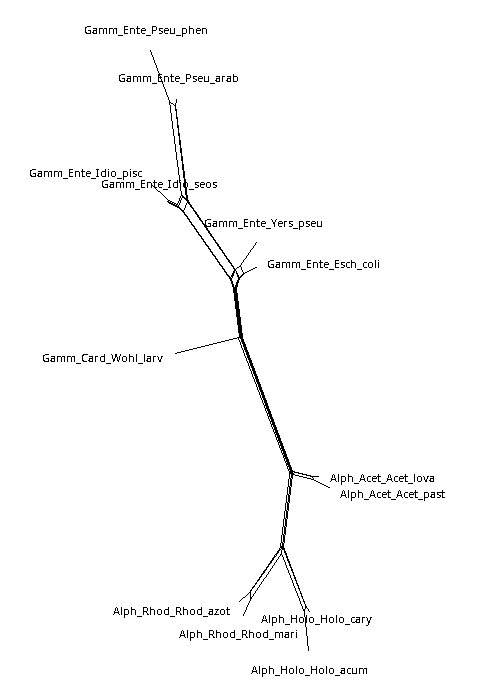 Gamm_Ente_Pseu_phen
Gamm_Ente_Pseu_arab
Gamm_Ente_Idio_pisc
Gamm_Ente_Idio_seos
Gamm_Ente_Yers_pseu
Gamm_Ente_Esch_coli
Gamm_Card_Wohl_larv
Alph_Acet_Acet_lova
Alph_Acet_Acet_past
Alph_Rhod_Rhod_azot
Alph_Holo_Holo_cary
Alph_Rhod_Rhod_mari
Alph_Holo_Holo_acum